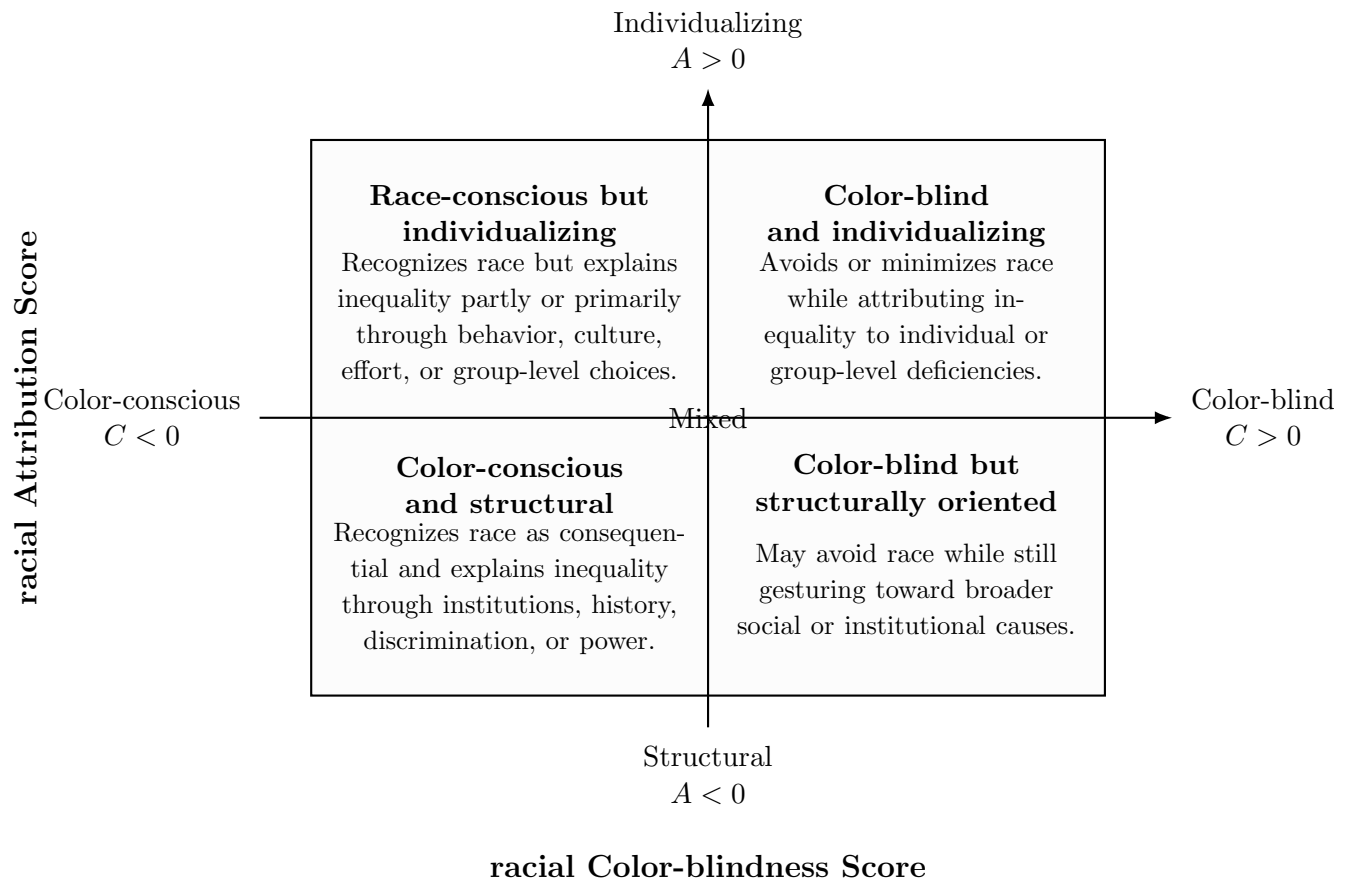 Individualizing
A > 0
Race-conscious but
individualizing
Recognizes race but explains
inequality partly or primarily
through behavior, culture,
effort, or group-level choices.
Color-blind
and individualizing
Avoids or minimizes race
while attributing in-
equality to individual or
group-level deficiencies.
racial Attribution Score
Color-conscious
C < 0
Mixed
Color-blind
C > 0
Color-conscious
and structural
Recognizes race as consequen-
tial and explains inequality
through institutions, history,
discrimination, or power.
Color-blind but
structurally oriented
May avoid race while still
gesturing toward broader
social or institutional causes.
Structural
A < 0
racial Color-blindness Score